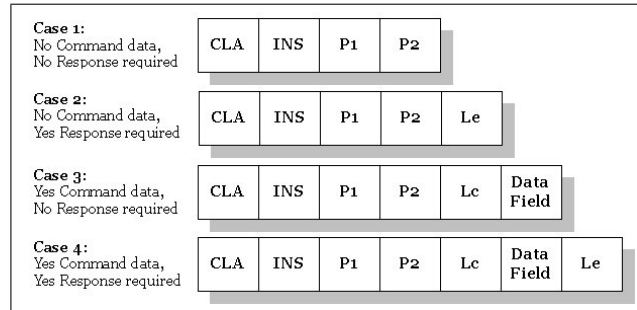 Case 1:
No Command data,
No Response required
CLA INS P1 P2
Case 2:
No Command data,
Yes Response required
CLA INS P1 P2 Le
Case 3:
Yes Command data,
No Response required
CLA INS P1 P2 Lc Data Field
Case 4:
Yes Command data,
Yes Response required
CLA INS P1 P2 Lc Data Field Le